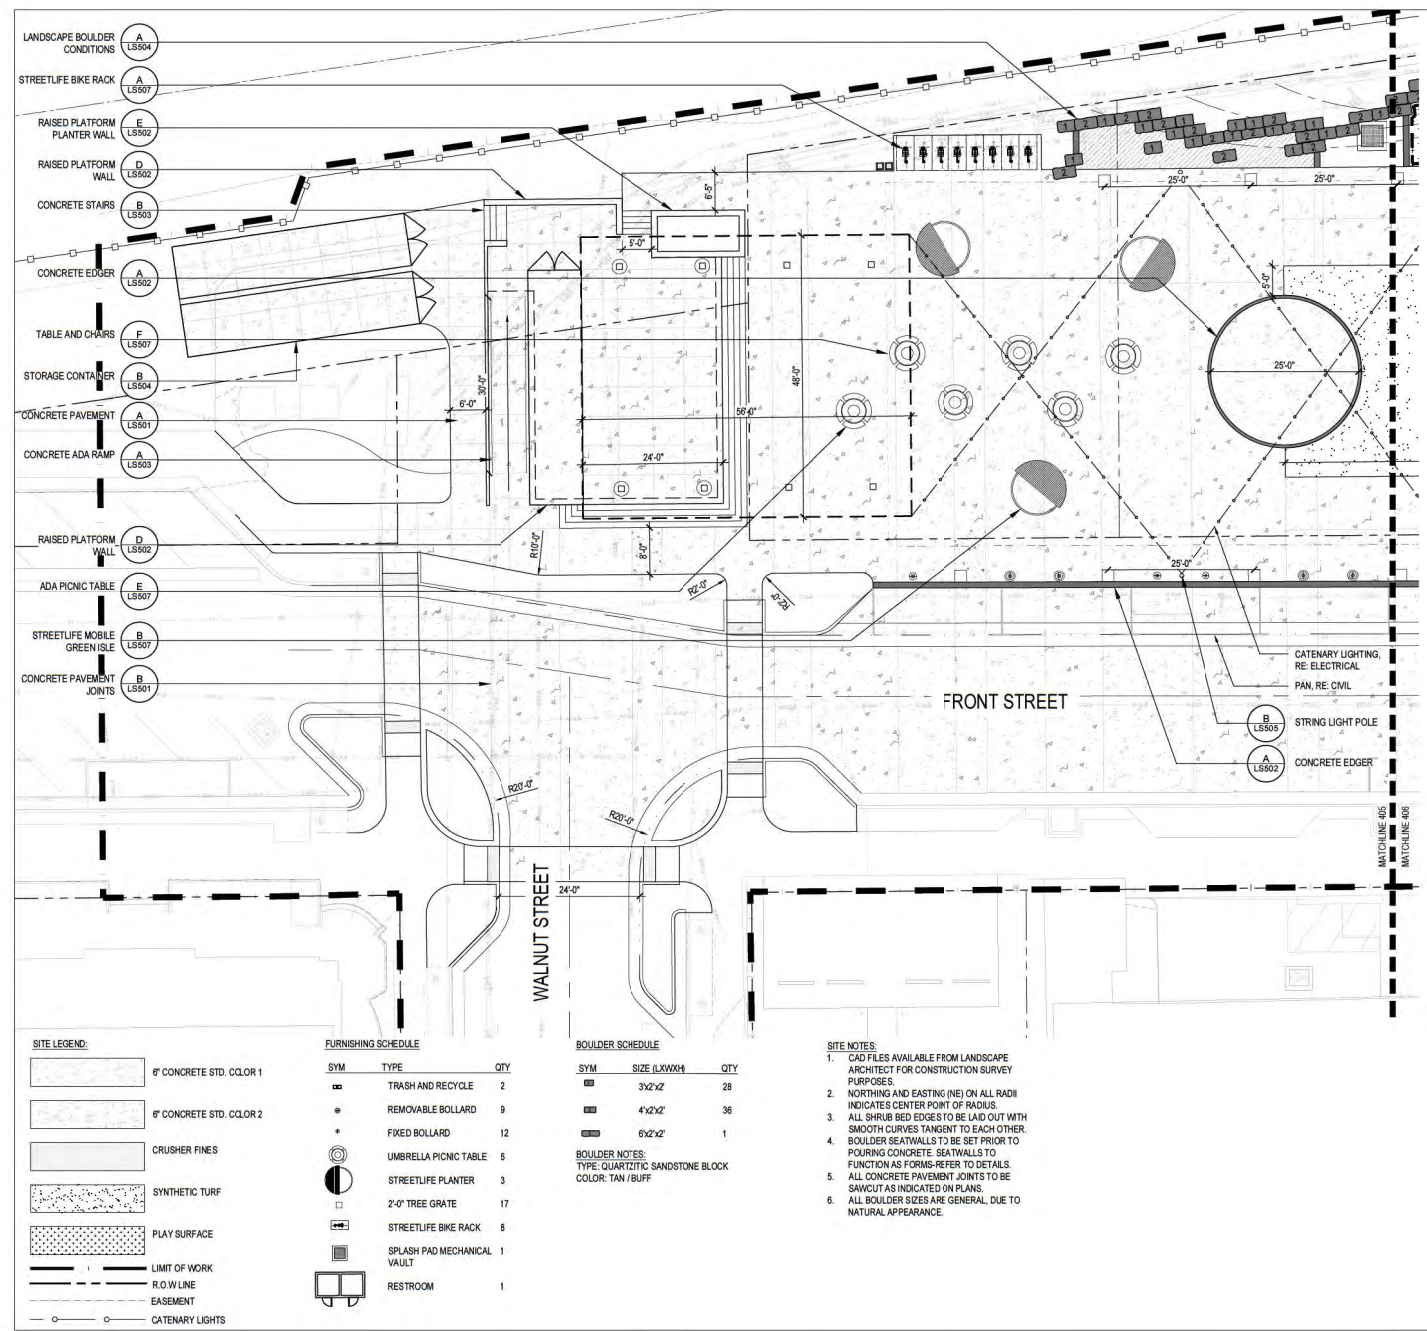 LANDSCAPE BOULDER
CONDITIONS
A
LS504
STREETLIFE BIKE RACK
A
LS507
RAISED PLATFORM
PLANTER WALL
E
LS502
RAISED PLATFORM
WALL
D
LS502
CONCRETE STAIRS
B
LS503
CONCRETE EDGER
A
LS502
TABLE AND CHAIRS
F
LS507
STORAGE CONTAINER
B
LS504
CONCRETE PAVEMENT
A
LS501
CONCRETE ADA RAMP
A
LS503
RAISED PLATFORM
WALL
D
LS502
ADA PICNIC TABLE
E
LS507
STREETLIFE MOBILE
GREEN ISLE
B
LS507
CONCRETE PAVEMENT
JOINTS
B
LS501
6'-5"
5'-0"
25'-0"
25'-0"
5'-0"
25'-0"
30'-0"
6'-0"
48'-0"
56'-0"
24'-0"
R10'-0"
8'-0"
R2'-0"
R2'-0"
25'-0"
CATENARY LIGHTING,
RE: ELECTRICAL
PAN, RE: CIVIL
B
LS505
STRING LIGHT POLE
A
LS502
CONCRETE EDGER
FRONT STREET
R20'-0"
R20'-0"
24'-0"
WALNUT STREET
MATCHLINE 405
MATCHLINE 406
SITE LEGEND:
6" CONCRETE STD. COLOR 1
6" CONCRETE STD. COLOR 2
CRUSHER FINES
SYNTHETIC TURF
PLAY SURFACE
LIMIT OF WORK
R.O.W LINE
EASEMENT
CATENARY LIGHTS
FURNISHING SCHEDULE
SYM TYPE QTY
TRASH AND RECYCLE 2
REMOVABLE BOLLARD 9
FIXED BOLLARD 12
UMBRELLA PICNIC TABLE 6
STREETLIFE PLANTER 3
2'-0" TREE GRATE 17
STREETLIFE BIKE RACK 8
SPLASH PAD MECHANICAL 1
VAULT
RESTROOM 1
BOULDER SCHEDULE
SYM SIZE (LXWXH) QTY
3'x2'x2' 28
4'x2'x2' 36
6'x2'x2' 1
BOULDER NOTES:
TYPE: QUARTZITIC SANDSTONE BLOCK
COLOR: TAN / BUFF
SITE NOTES:
1. CAD FILES AVAILABLE FROM LANDSCAPE
ARCHITECT FOR CONSTRUCTION SURVEY
PURPOSES.
2. NORTHING AND EASTING (NE) ON ALL RADII
INDICATES CENTER POINT OF RADIUS.
3. ALL SHRUB BED EDGES TO BE LAID OUT WITH
SMOOTH CURVES TANGENT TO EACH OTHER.
4. BOULDER SEATWALLS TO BE SET PRIOR TO
POURING CONCRETE. SEATWALLS TO
FUNCTION AS FORMS-REFER TO DETAILS.
5. ALL CONCRETE PAVEMENT JOINTS TO BE
SAWCUT AS INDICATED ON PLANS.
6. ALL BOULDER SIZES ARE GENERAL, DUE TO
NATURAL APPEARANCE.